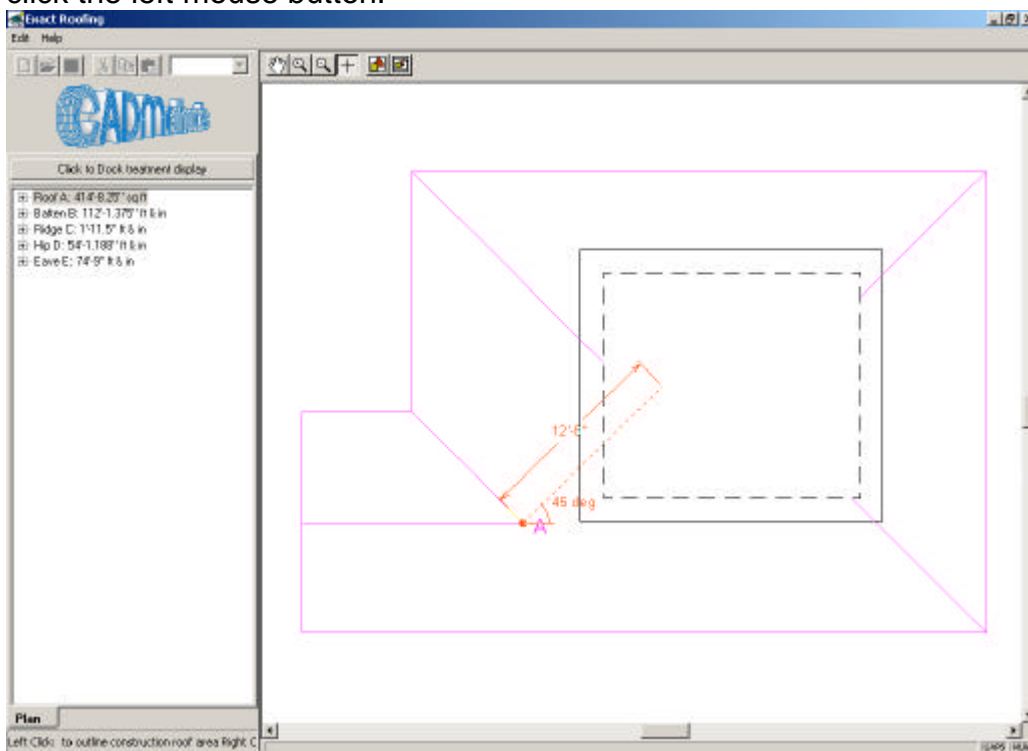 click the left mouse button.
Exact Roofing
Edit Help
CADMetrics
Click to Dock treatment display
Roof A: 414'-8.25" sq ft
Batten B: 112'-1.375" ft & in
Ridge C: 1'-11.5" ft & in
Hip D: 54'-1.188" ft & in
Eave E: 74'-9" ft & in
45 deg
A
Plan
Left Click to outline construction roof area Right C
CAPS